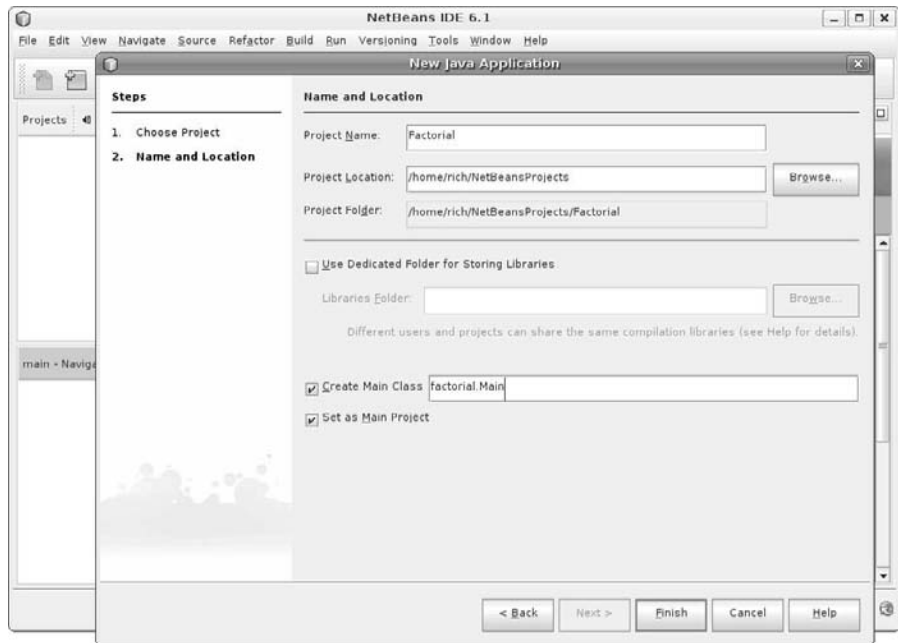 NetBeans IDE 6.1
File Edit View Navigate Source Refactor Build Run Versioning Tools Window Help
New Java Application
Projects
Steps
1. Choose Project
2. Name and Location
Name and Location
Project Name: Factorial
Project Location: /home/rich/NetBeansProjects Browse...
Project Folder: /home/rich/NetBeansProjects/Factorial
Use Dedicated Folder for Storing Libraries
Libraries Folder: Browse...
Different users and projects can share the same compilation libraries (see Help for details).
main - Naviga
Create Main Class factorial.Main
Set as Main Project
< Back Next > Finish Cancel Help